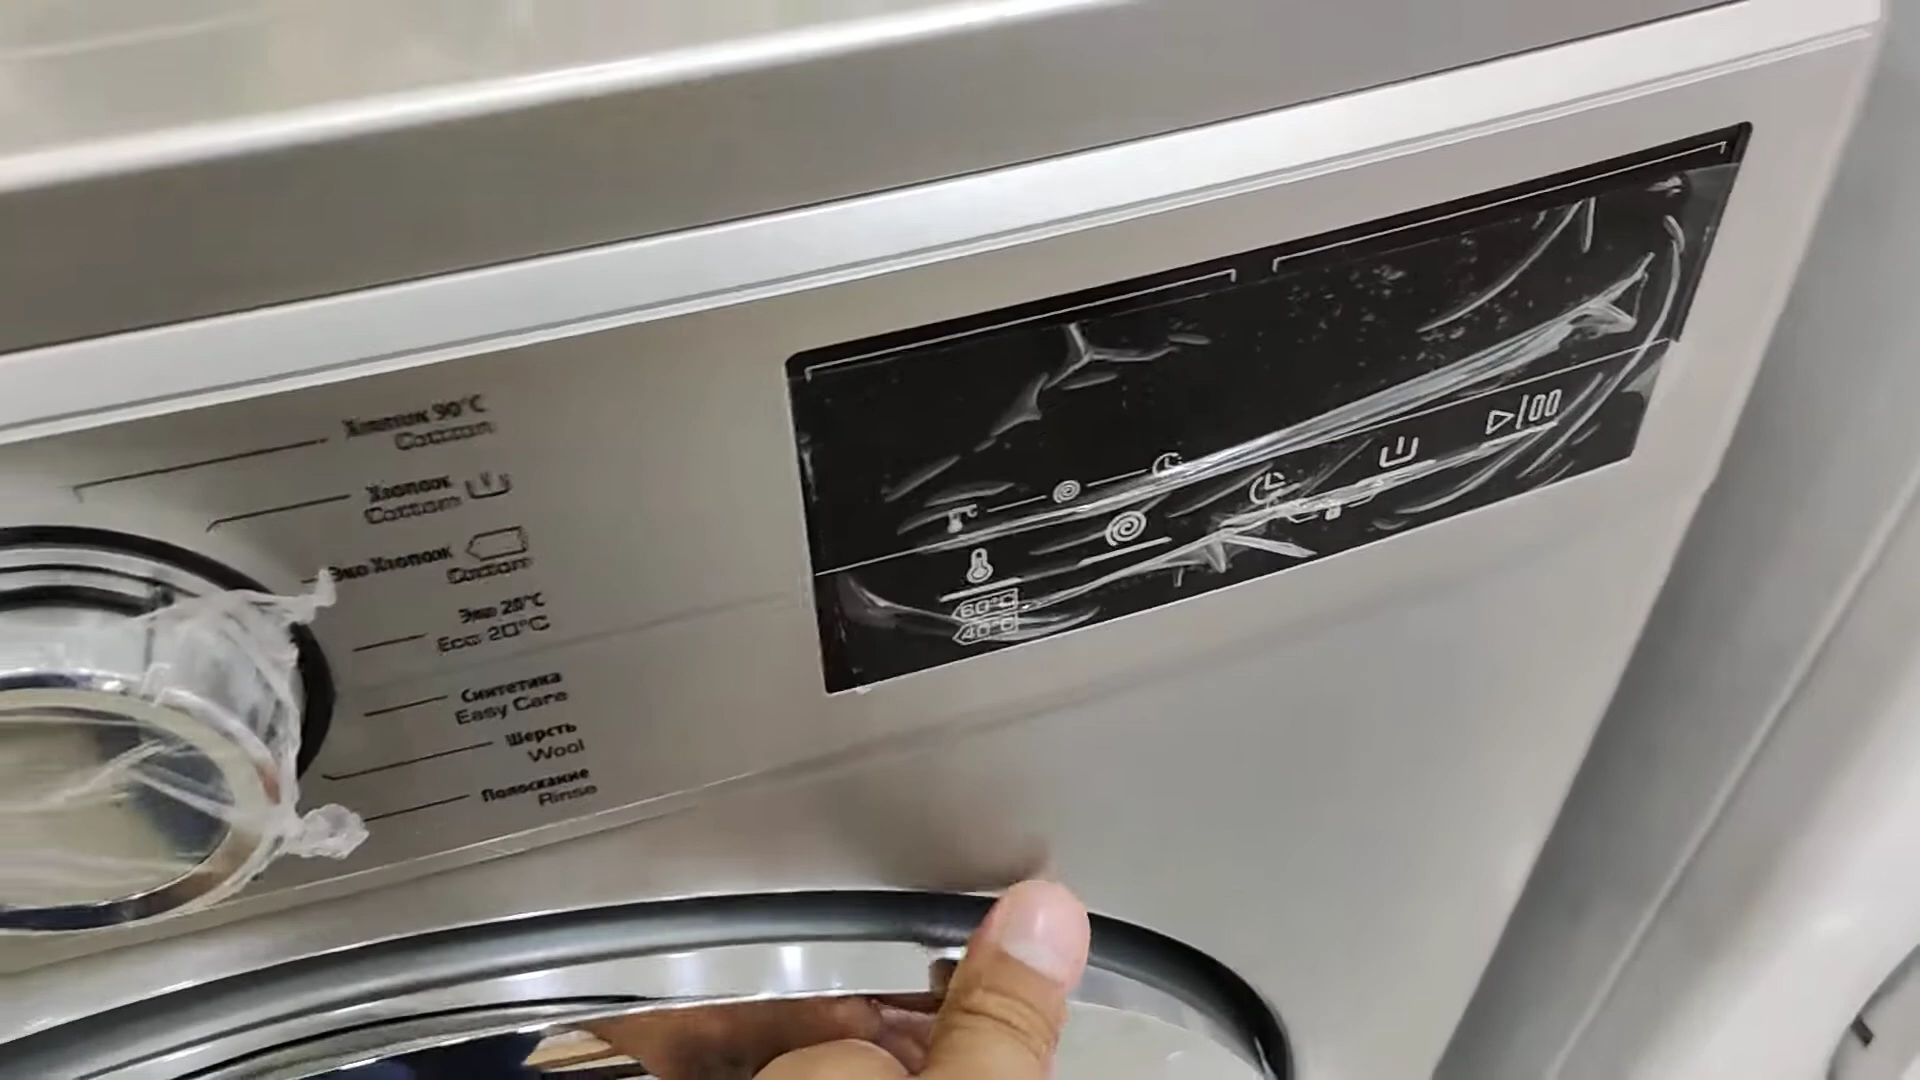 Хлопок 90°C
Cotton
Хлопок
Cotton
Эко Хлопок
Cotton
Эко 20°C
Eco 20°C
Синтетика
Easy Care
Шерсть
Wool
Полоскание
Rinse
°C
60°C
40°C